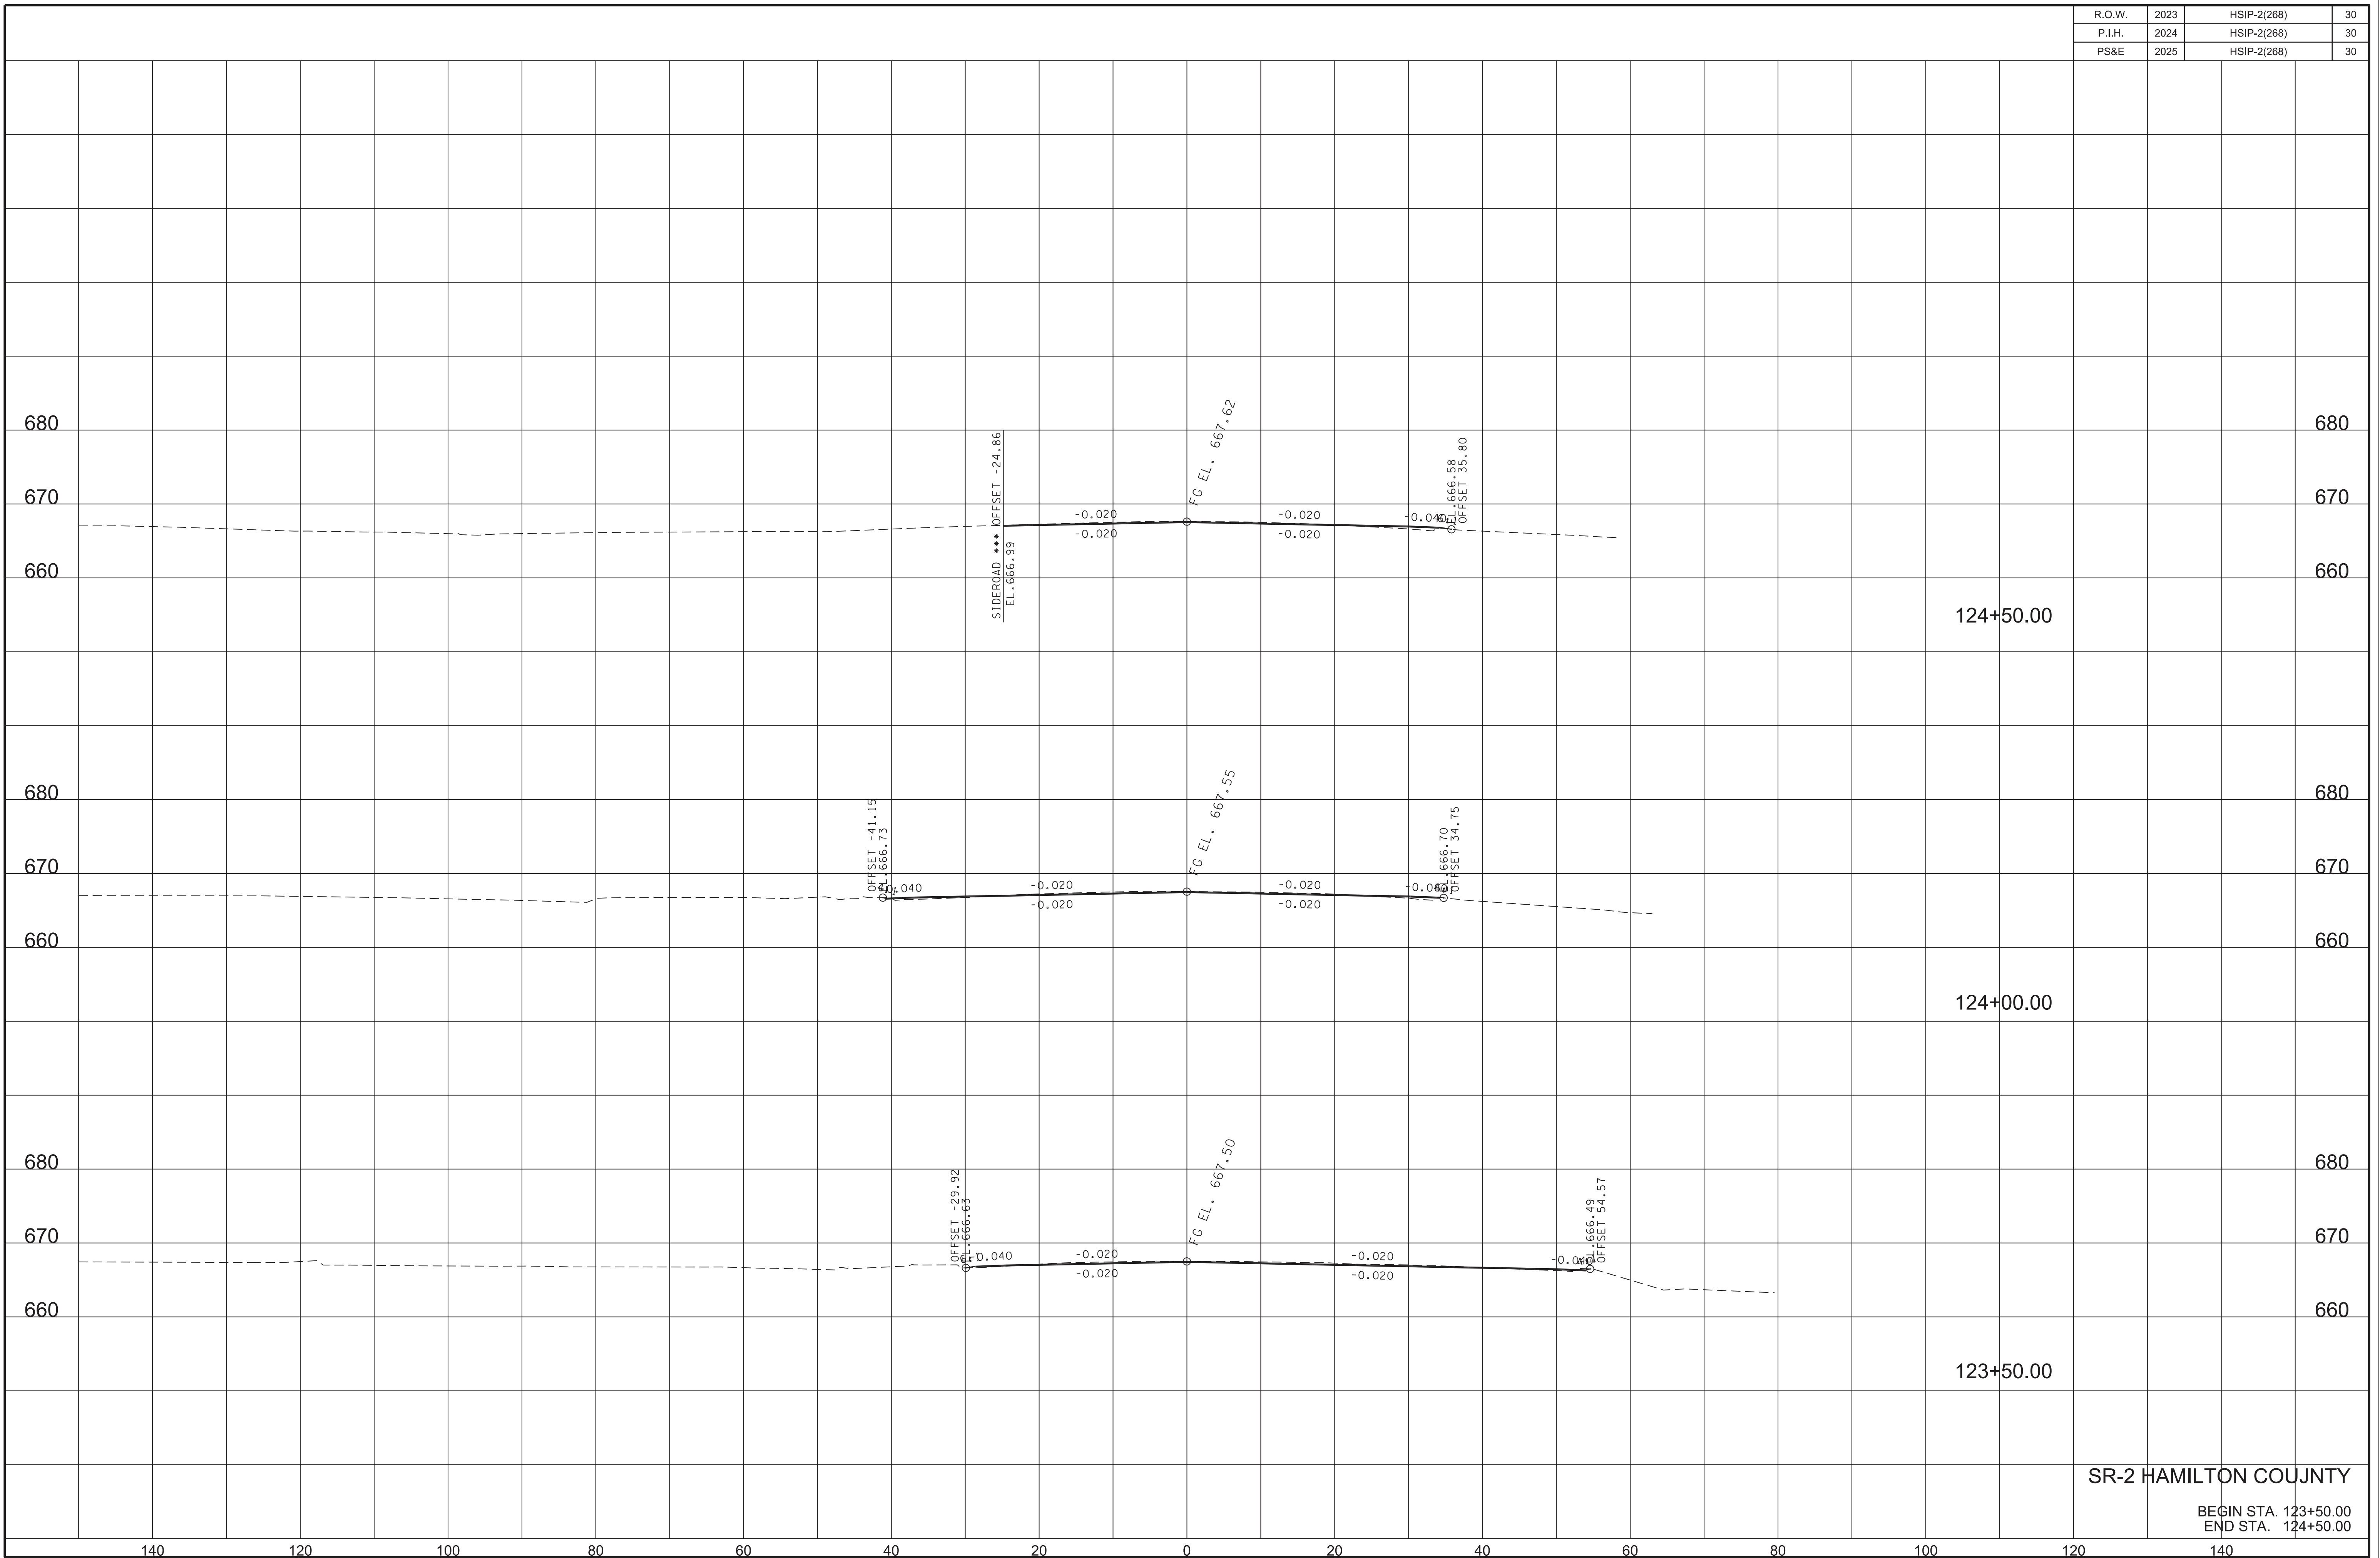 R.O.W. 2023 HSIP-2(268) 30
P.I.H. 2024 HSIP-2(268) 30
PS&E 2025 HSIP-2(268) 30
680 680
670 670
660 660
SIDEROAD *** OFFSET -24.86
EL.666.99
-0.020
-0.020
FG EL. 667.62
-0.020
-0.020
-0.040
EL.666.58
OFFSET 35.80
124+50.00
680 680
670 670
660 660
OFFSET -41.15
EL.666.73
-0.040
-0.020
-0.020
FG EL. 667.55
-0.020
-0.020
EL.666.70
OFFSET 34.75
124+00.00
680 680
670 670
660 660
OFFSET -29.92
EL.666.63
-0.040
-0.020
-0.020
FG EL. 667.50
-0.020
-0.020
EL.666.49
OFFSET 54.57
123+50.00
SR-2 HAMILTON COUJNTY
BEGIN STA. 123+50.00
END STA. 124+50.00
140 120 100 80 60 40 20 0 20 40 60 80 100 120 140